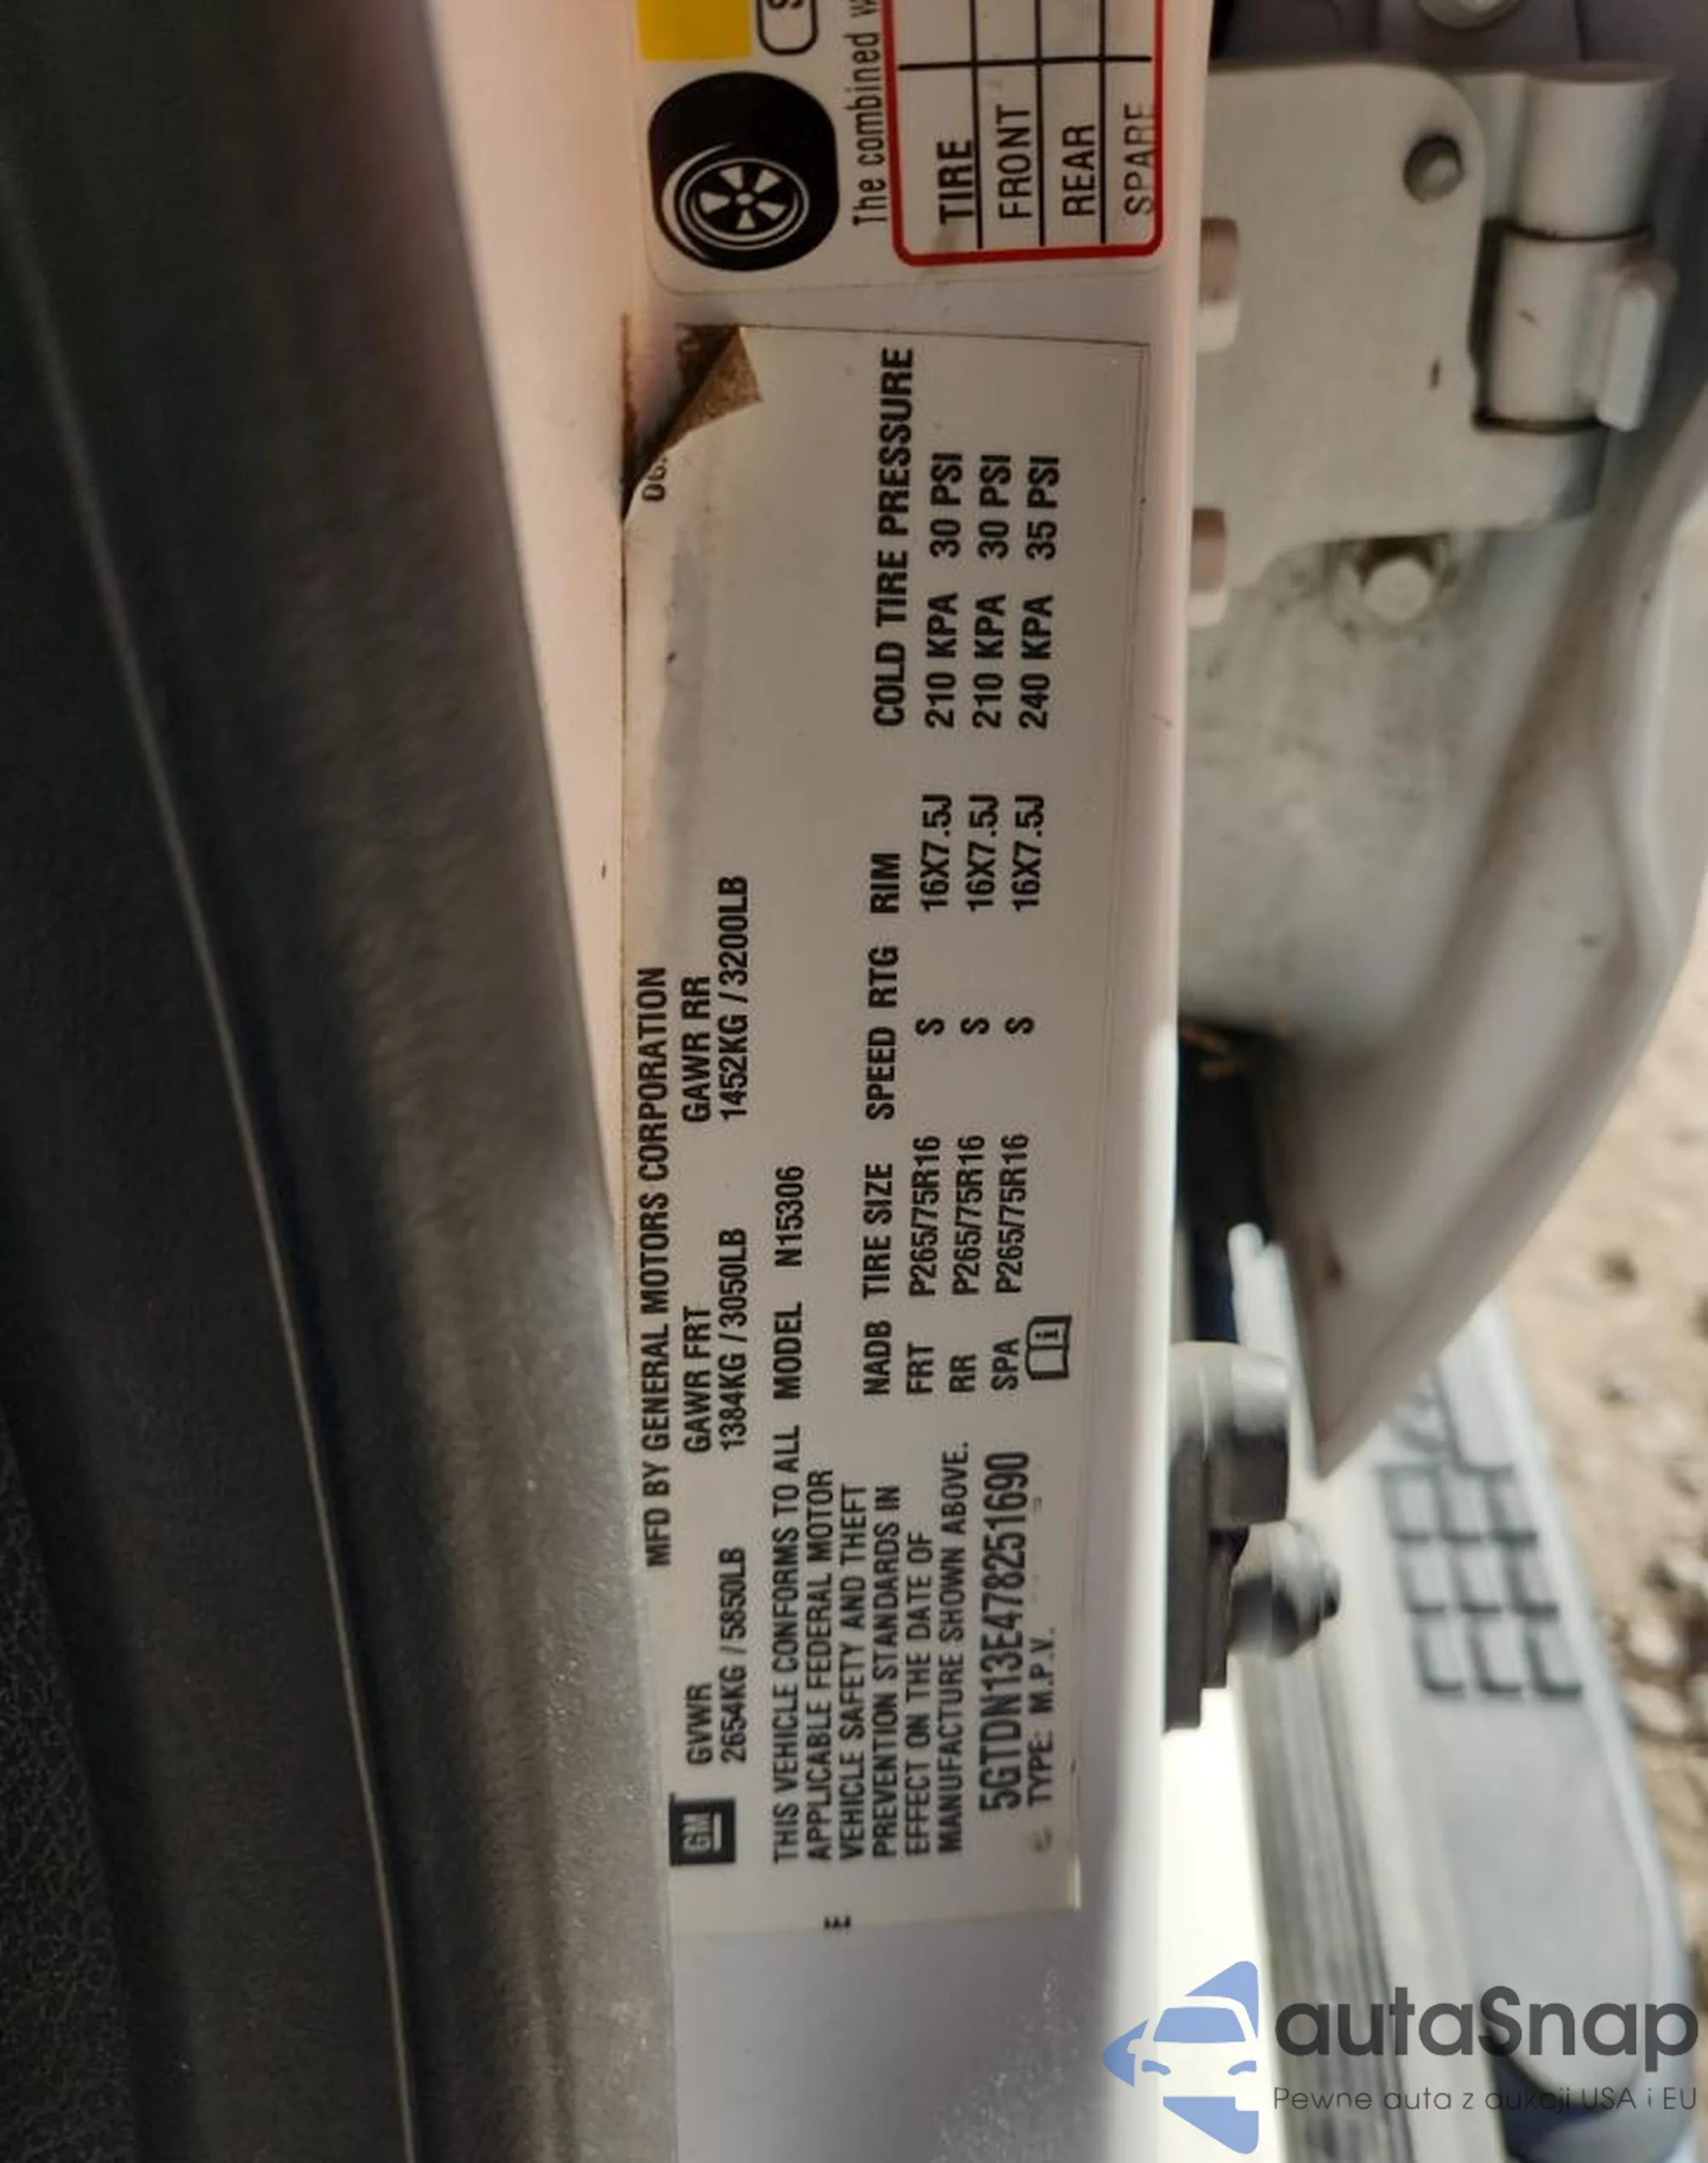 The combined
TIRE
FRONT
REAR
SPARE
MFD BY GENERAL MOTORS CORPORATION
GM
GVWR GAWR FRT GAWR RR
2654KG / 5850LB 1384KG / 3050LB 1452KG / 3200LB
THIS VEHICLE CONFORMS TO ALL
APPLICABLE FEDERAL MOTOR
VEHICLE SAFETY AND THEFT
PREVENTION STANDARDS IN
EFFECT ON THE DATE OF
MANUFACTURE SHOWN ABOVE.
5GTDN13E478251690
TYPE: M.P.V.
MODEL N15306
NADB TIRE SIZE SPEED RTG RIM COLD TIRE PRESSURE
FRT P265/75R16 S 16X7.5J 210 KPA 30 PSI
RR P265/75R16 S 16X7.5J 210 KPA 30 PSI
SPA P265/75R16 S 16X7.5J 240 KPA 35 PSI
E
autaSnap
Pewne auta z aukcji USA i EU